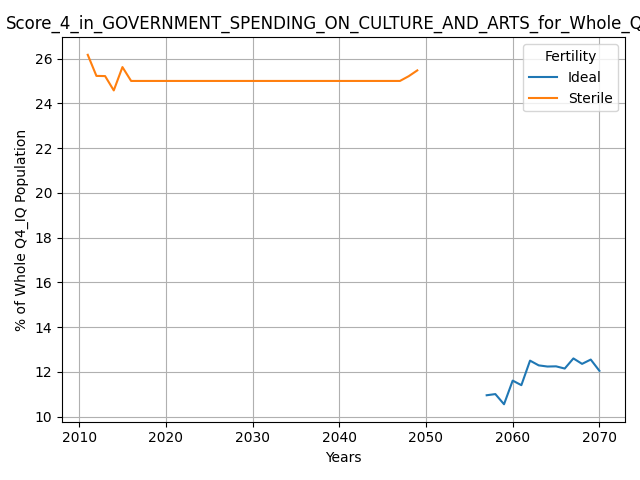 Score_4_in_GOVERNMENT_SPENDING_ON_CULTURE_AND_ARTS_for_Whole_Q
Fertility
Ideal
Sterile
26
24
22
20
18
16
14
12
10
% of Whole Q4_IQ Population
2010 2020 2030 2040 2050 2060 2070
Years